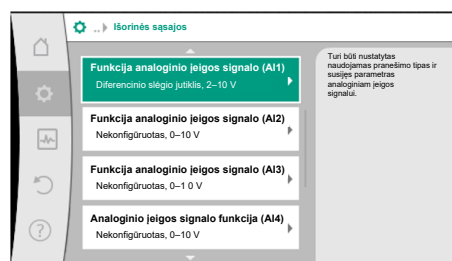 ..▸ Išorinės sąsajos
Funkcija analoginio įeigos signalo (AI1)
Diferencinio slėgio jutiklis, 2–10 V
Funkcija analoginio įeigos signalo (AI2)
Nekonfigūruotas, 0–10 V
Funkcija analoginio įeigos signalo (AI3)
Nekonfigūruotas, 0–1 0 V
Analoginio įeigos signalo funkcija (AI4)
Nekonfigūruotas, 0–10 V
Turi būti nustatytas
naudojamas pranešimo tipas ir
susijęs parametras
analoginiam įeigos
signalui.
?